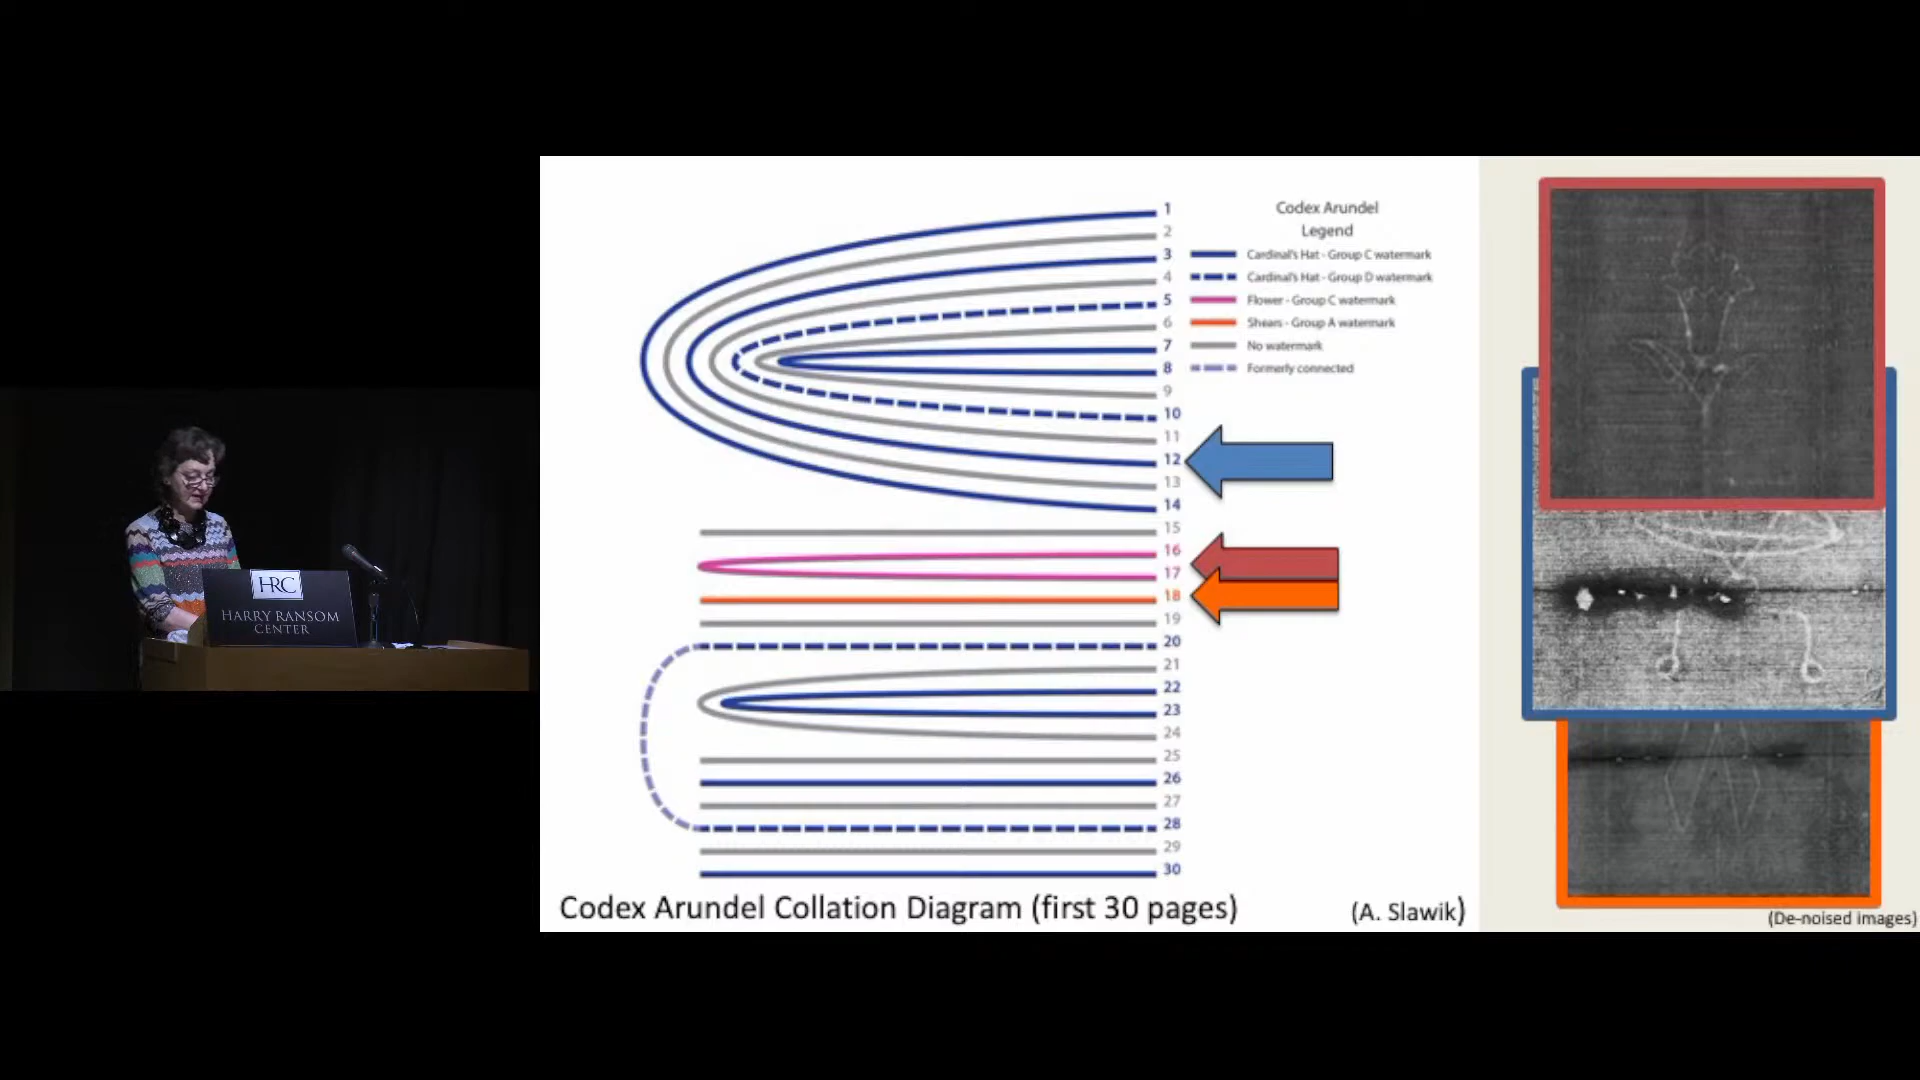 HRC
HARRY RANSOM
CENTER
1
2
3
4
5
6
7
8
9
10
11
12
13
14
15
16
17
18
19
20
21
22
23
24
25
26
27
28
29
30
Codex Arundel
Legend
Cardinal's Hat - Group C watermark
Cardinal's Hat - Group D watermark
Flower - Group C watermark
Shears - Group A watermark
No watermark
Formerly connected
Codex Arundel Collation Diagram (first 30 pages)
(A. Slawik)
(De-noised images)